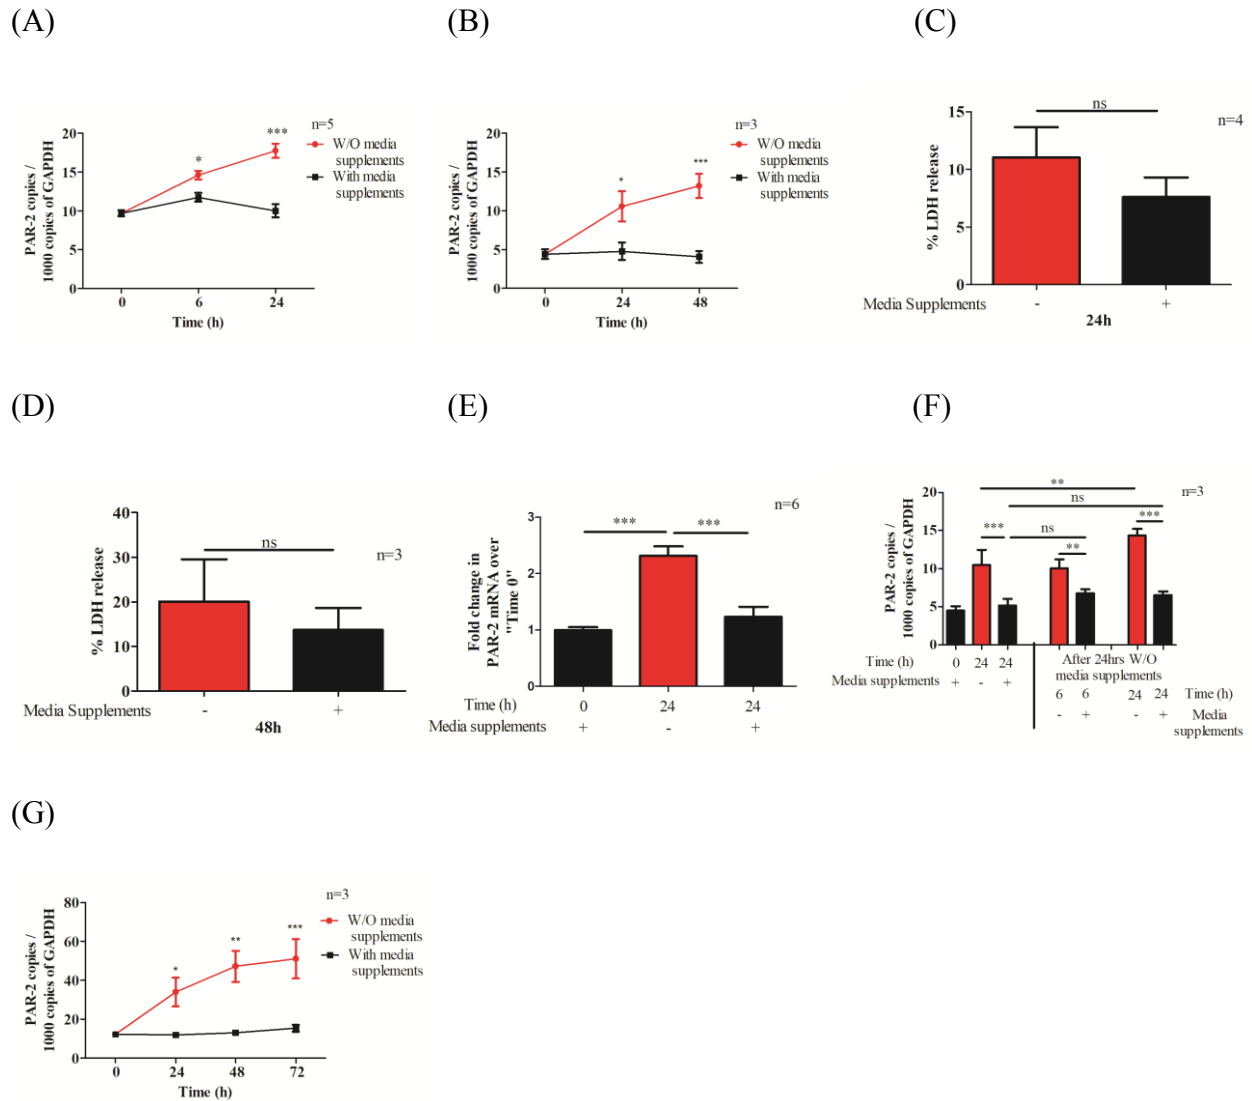 (A)
(B)
(C)
n=5
W/O media
supplements
With media
supplements
* ***
PAR-2 copies /
1000 copies of GAPDH
20
15
10
5
0
0 6 24
Time (h)
n=3
W/O media
supplements
With media
supplements
* ***
PAR-2 copies /
1000 copies of GAPDH
20
15
10
5
0
0 24 48
Time (h)
ns
n=4
% LDH release
15
10
5
0
Media Supplements - +
24h
(D)
(E)
(F)
ns
n=3
% LDH release
40
30
20
10
0
Media Supplements - +
48h
n=6
*** ***
Fold change in
PAR-2 mRNA over
"Time 0"
3
2
1
0
Time (h) 0 24 24
Media supplements + - +
n=3
**
ns
*** ns ***
**
PAR-2 copies /
1000 copies of GAPDH
20
15
10
5
0
Time (h) 0 24 24
Media supplements + - +
After 24hrs W/O
media supplements
6 6 24 24 Time (h)
- + - + Media
supplements
(G)
n=3
W/O media
supplements
With media
supplements
* ** ***
PAR-2 copies /
1000 copies of GAPDH
80
60
40
20
0
0 24 48 72
Time (h)